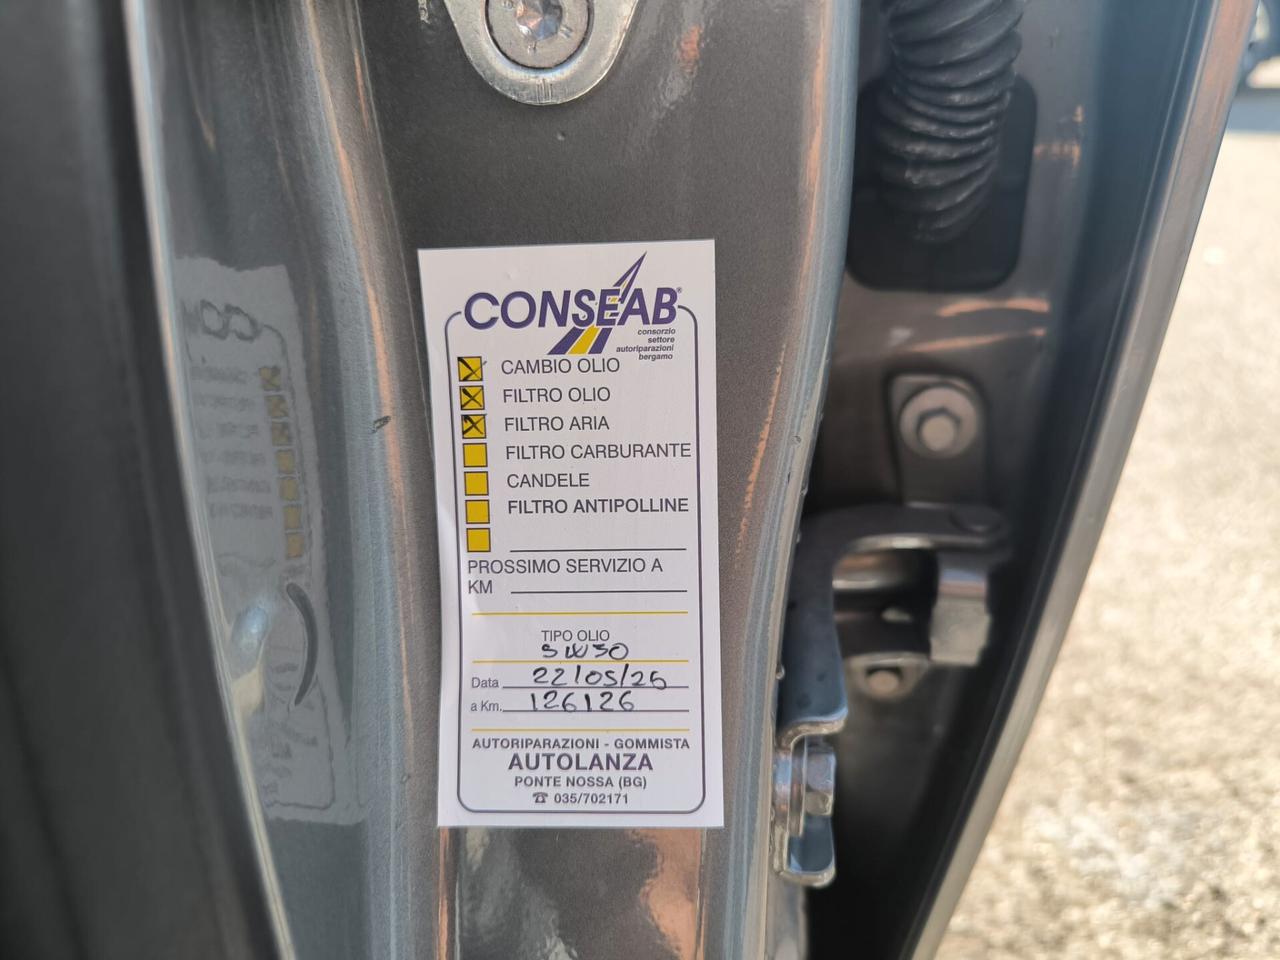 CONSEAB®
consorzio
settore
autoriparazioni
bergamo
CAMBIO OLIO
FILTRO OLIO
FILTRO ARIA
FILTRO CARBURANTE
CANDELE
FILTRO ANTIPOLLINE
PROSSIMO SERVIZIO A
KM
TIPO OLIO
5W30
Data 22/05/26
a Km. 126126
AUTORIPARAZIONI - GOMMISTA
AUTOLANZA
PONTE NOSSA (BG)
☎ 035/702171